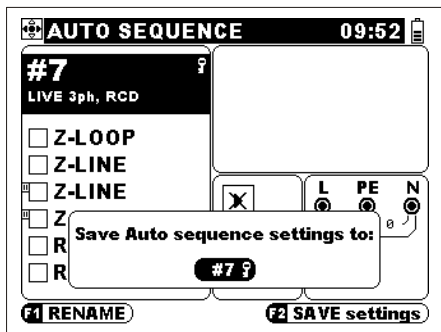 AUTO SEQUENCE 09:52
#7
LIVE 3ph, RCD
Z-LOOP
Z-LINE
Z-LINE
Z
R
R
L PE N
0
Save Auto sequence settings to:
#7
F1 RENAME
F2 SAVE settings